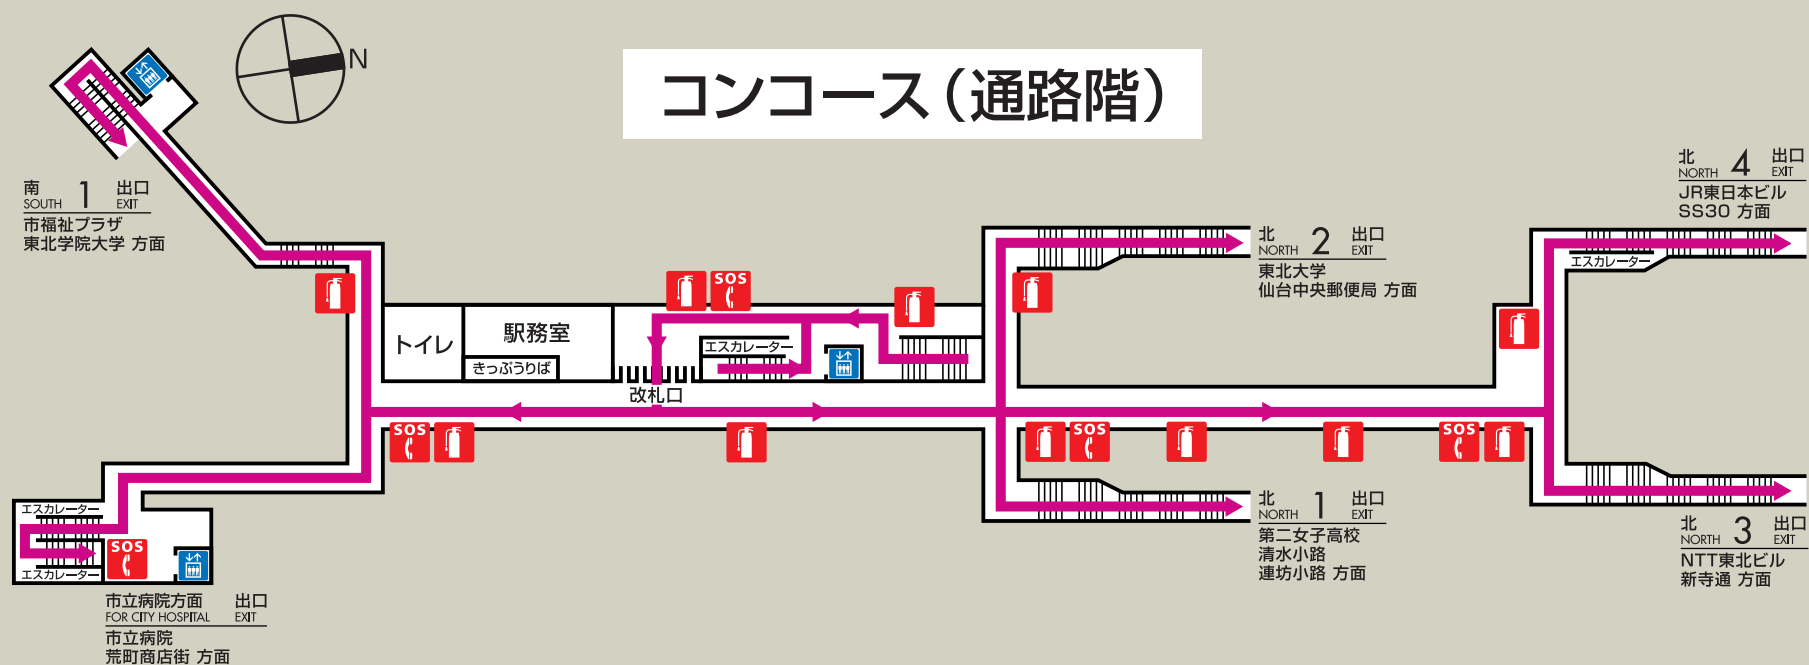 コンコース（通路階）
N
南 SOUTH 1 出口 EXIT
市福祉プラザ
東北学院大学 方面
北 NORTH 4 出口 EXIT
JR東日本ビル
SS30 方面
エスカレーター
北 NORTH 2 出口 EXIT
東北大学
仙台中央郵便局 方面
SOS
トイレ
駅務室
きっぷうりば
エスカレーター
改札口
SOS
SOS
SOS
北 NORTH 1 出口 EXIT
第二女子高校
清水小路
連坊小路 方面
北 NORTH 3 出口 EXIT
NTT東北ビル
新寺通 方面
エスカレーター
SOS
エスカレーター
市立病院方面 出口
FOR CITY HOSPITAL EXIT
市立病院
荒町商店街 方面